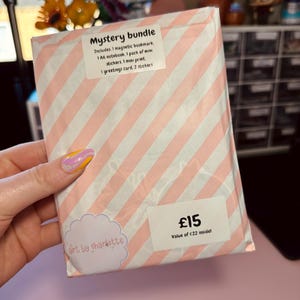 Mystery bundle
Includes 1 magnetic bookmark,
1 A6 notebook, 1 pack of mini
stickers, 1 mini print,
1 greetings card, 2 stickers
£15
Value of £22 inside!
art by charlotte